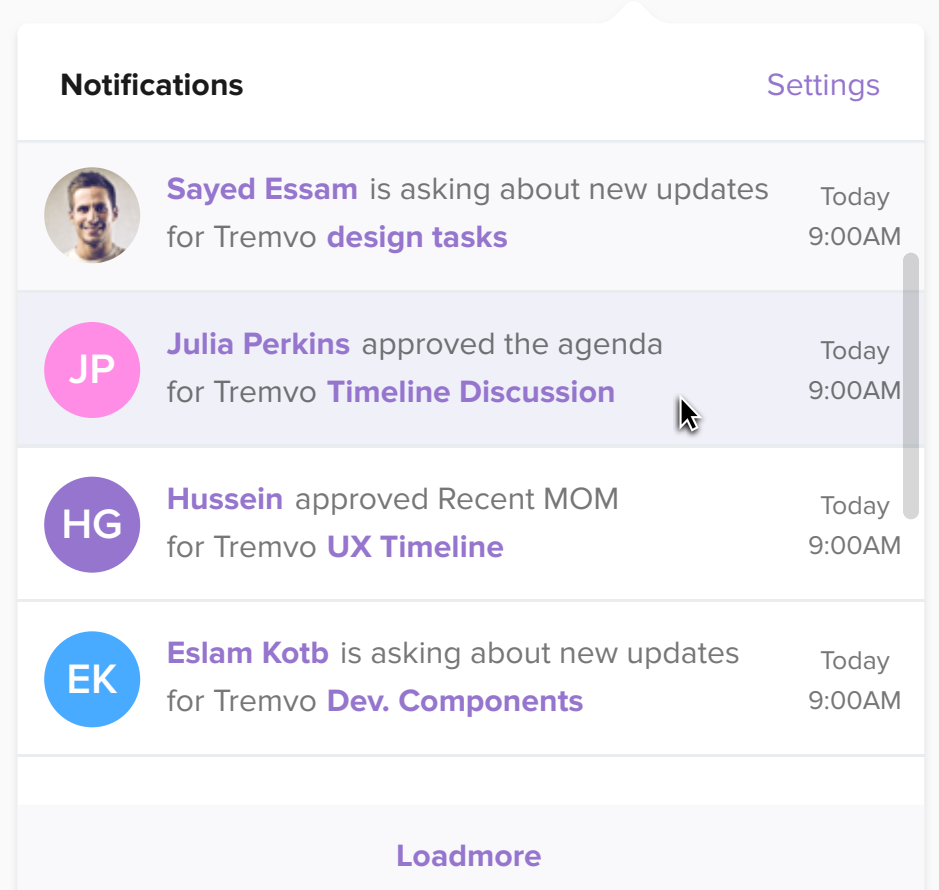 Notifications
Settings
Sayed Essam is asking about new updates
for Tremvo design tasks
Today
9:00AM
JP
Julia Perkins approved the agenda
for Tremvo Timeline Discussion
Today
9:00AM
HG
Hussein approved Recent MOM
for Tremvo UX Timeline
Today
9:00AM
EK
Eslam Kotb is asking about new updates
for Tremvo Dev. Components
Today
9:00AM
Loadmore